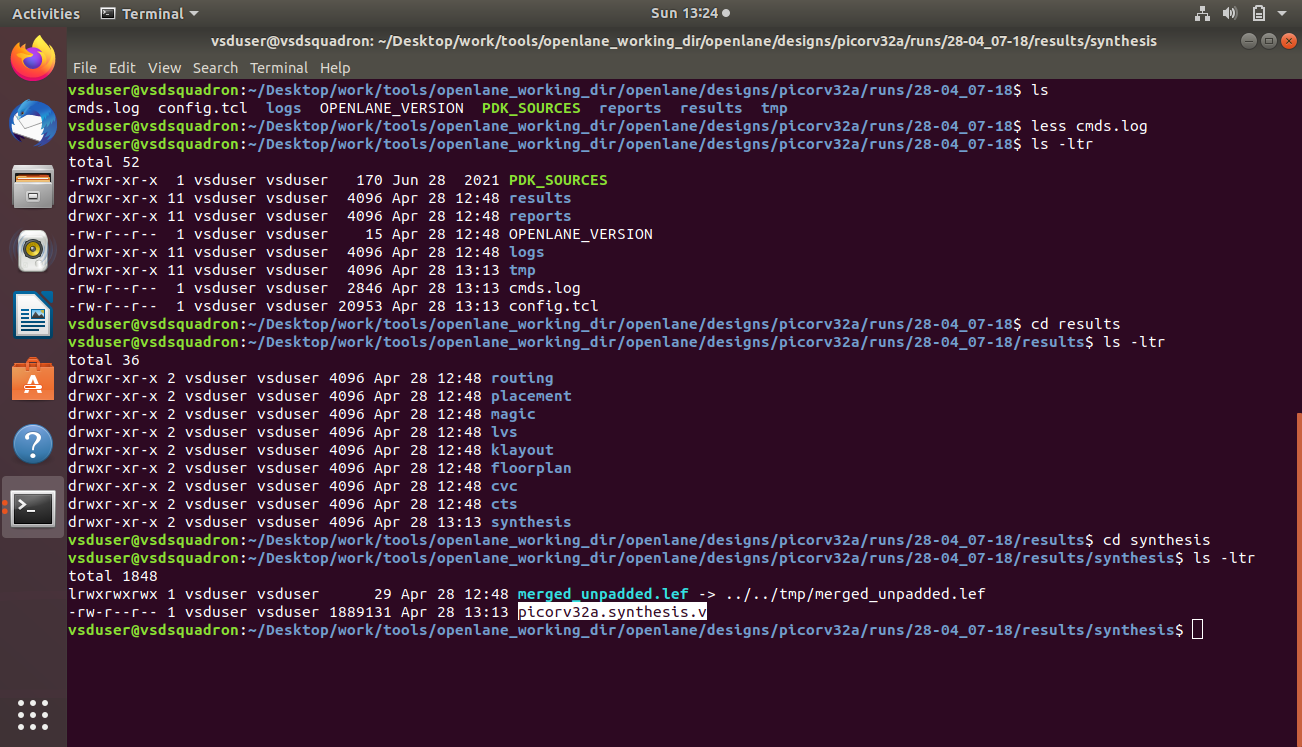 Activities Terminal Sun 13:24
vsduser@vsdsquadron: ~/Desktop/work/tools/openlane_working_dir/openlane/designs/picorv32a/runs/28-04_07-18/results/synthesis
File Edit View Search Terminal Help
vsduser@vsdsquadron:~/Desktop/work/tools/openlane_working_dir/openlane/designs/picorv32a/runs/28-04_07-18$ ls
cmds.log config.tcl logs OPENLANE_VERSION PDK_SOURCES reports results tmp
vsduser@vsdsquadron:~/Desktop/work/tools/openlane_working_dir/openlane/designs/picorv32a/runs/28-04_07-18$ less cmds.log
vsduser@vsdsquadron:~/Desktop/work/tools/openlane_working_dir/openlane/designs/picorv32a/runs/28-04_07-18$ ls -ltr
total 52
-rwxr-xr-x 1 vsduser vsduser 170 Jun 28 2021 PDK_SOURCES
drwxr-xr-x 11 vsduser vsduser 4096 Apr 28 12:48 results
drwxr-xr-x 11 vsduser vsduser 4096 Apr 28 12:48 reports
-rw-r--r-- 1 vsduser vsduser 15 Apr 28 12:48 OPENLANE_VERSION
drwxr-xr-x 11 vsduser vsduser 4096 Apr 28 12:48 logs
drwxr-xr-x 11 vsduser vsduser 4096 Apr 28 13:13 tmp
-rw-r--r-- 1 vsduser vsduser 2846 Apr 28 13:13 cmds.log
-rw-r--r-- 1 vsduser vsduser 20953 Apr 28 13:13 config.tcl
vsduser@vsdsquadron:~/Desktop/work/tools/openlane_working_dir/openlane/designs/picorv32a/runs/28-04_07-18$ cd results
vsduser@vsdsquadron:~/Desktop/work/tools/openlane_working_dir/openlane/designs/picorv32a/runs/28-04_07-18/results$ ls -ltr
total 36
drwxr-xr-x 2 vsduser vsduser 4096 Apr 28 12:48 routing
drwxr-xr-x 2 vsduser vsduser 4096 Apr 28 12:48 placement
drwxr-xr-x 2 vsduser vsduser 4096 Apr 28 12:48 magic
drwxr-xr-x 2 vsduser vsduser 4096 Apr 28 12:48 lvs
drwxr-xr-x 2 vsduser vsduser 4096 Apr 28 12:48 klayout
drwxr-xr-x 2 vsduser vsduser 4096 Apr 28 12:48 floorplan
drwxr-xr-x 2 vsduser vsduser 4096 Apr 28 12:48 cvc
drwxr-xr-x 2 vsduser vsduser 4096 Apr 28 12:48 cts
drwxr-xr-x 2 vsduser vsduser 4096 Apr 28 13:13 synthesis
vsduser@vsdsquadron:~/Desktop/work/tools/openlane_working_dir/openlane/designs/picorv32a/runs/28-04_07-18/results$ cd synthesis
vsduser@vsdsquadron:~/Desktop/work/tools/openlane_working_dir/openlane/designs/picorv32a/runs/28-04_07-18/results/synthesis$ ls -ltr
total 1848
lrwxrwxrwx 1 vsduser vsduser 29 Apr 28 12:48 merged_unpadded.lef -> ../../tmp/merged_unpadded.lef
-rw-r--r-- 1 vsduser vsduser 1889131 Apr 28 13:13 picorv32a.synthesis.v
vsduser@vsdsquadron:~/Desktop/work/tools/openlane_working_dir/openlane/designs/picorv32a/runs/28-04_07-18/results/synthesis$